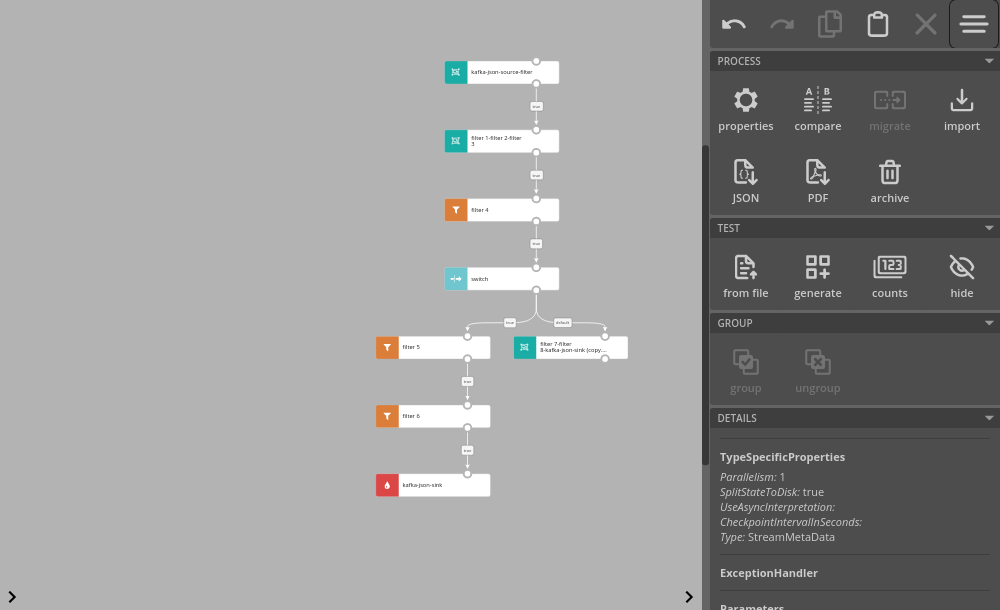 kafka-json-source-filter
true
filter 1-filter 2-filter
3
true
filter 4
true
switch
true
default
filter 5
filter 7-filter
8-kafka-json-sink (copy...
true
filter 6
true
kafka-json-sink
PROCESS
A B
properties compare migrate import
JSON PDF archive
TEST
123
from file generate counts hide
GROUP
group ungroup
DETAILS
TypeSpecificProperties
Parallelism: 1
SplitStateToDisk: true
UseAsyncInterpretation:
CheckpointIntervalInSeconds:
Type: StreamMetaData
ExceptionHandler
Parameters